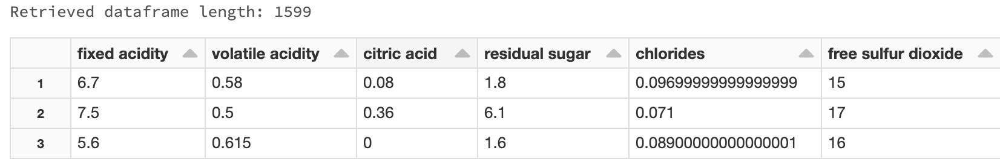 Retrieved dataframe length: 1599
fixed acidity volatile acidity citric acid residual sugar chlorides free sulfur dioxide
1 6.7 0.58 0.08 1.8 0.09699999999999999 15
2 7.5 0.5 0.36 6.1 0.071 17
3 5.6 0.615 0 1.6 0.08900000000000001 16